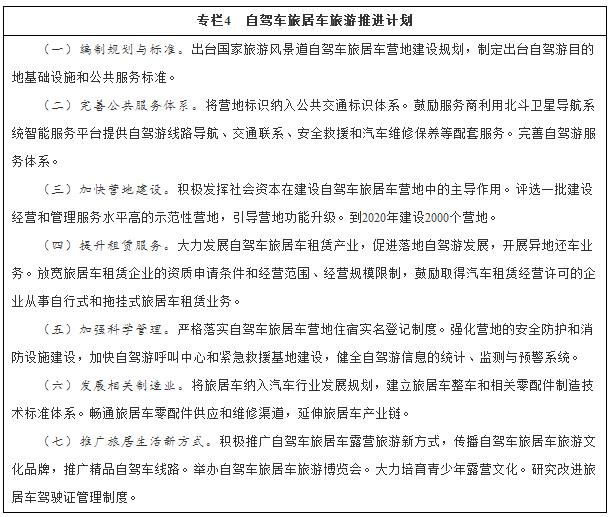 专栏4　自驾车旅居车旅游推进计划
（一）编制规划与标准。出台国家旅游风景道自驾车旅居车营地建设规划，制定出台自驾游目的
地基础设施和公共服务标准。
（二）完善公共服务体系。将营地标识纳入公共交通标识体系。鼓励服务商利用北斗卫星导航系
统智能服务平台提供自驾游线路导航、交通联系、安全救援和汽车维修保养等配套服务。完善自驾游服
务体系。
（三）加快营地建设。积极发挥社会资本在建设自驾车旅居车营地中的主导作用。评选一批建设
经营和管理服务水平高的示范性营地，引导营地功能升级。到2020年建设2000个营地。
（四）提升租赁服务。大力发展自驾车旅居车租赁产业，促进落地自驾游发展，开展异地还车业
务。放宽旅居车租赁企业的资质申请条件和经营范围、经营规模限制，鼓励取得汽车租赁经营许可的企
业从事自行式和拖挂式旅居车租赁业务。
（五）加强科学管理。严格落实自驾车旅居车营地住宿实名登记制度。强化营地的安全防护和消
防设施建设，加快自驾游呼叫中心和紧急救援基地建设，健全自驾游信息的统计、监测与预警系统。
（六）发展相关制造业。将旅居车纳入汽车行业发展规划，建立旅居车整车和相关零配件制造技
术标准体系。畅通旅居车零配件供应和维修渠道，延伸旅居车产业链。
（七）推广旅居生活新方式。积极推广自驾车旅居车露营旅游新方式，传播自驾车旅居车旅游文
化品牌，推广精品自驾车线路。举办自驾车旅居车旅游博览会。大力培育青少年露营文化。研究改进旅
居车驾驶证管理制度。